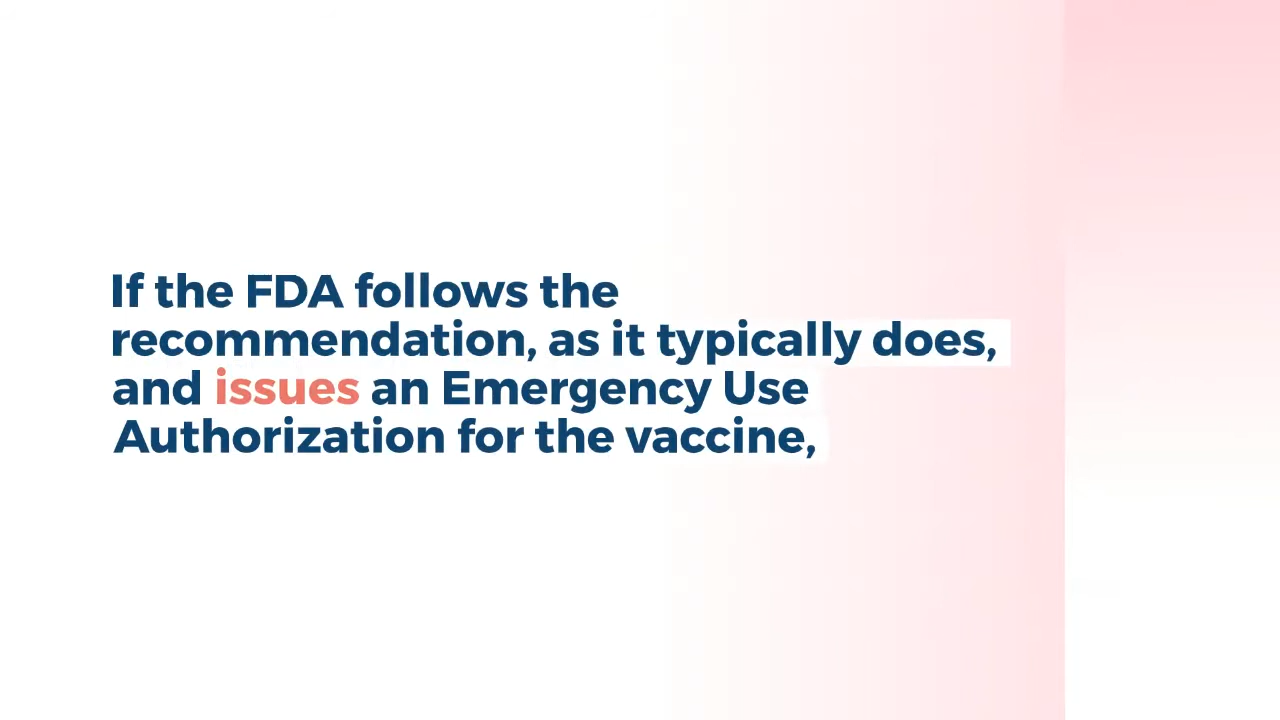 If the FDA follows the
recommendation, as it typically does,
and issues an Emergency Use
Authorization for the vaccine,